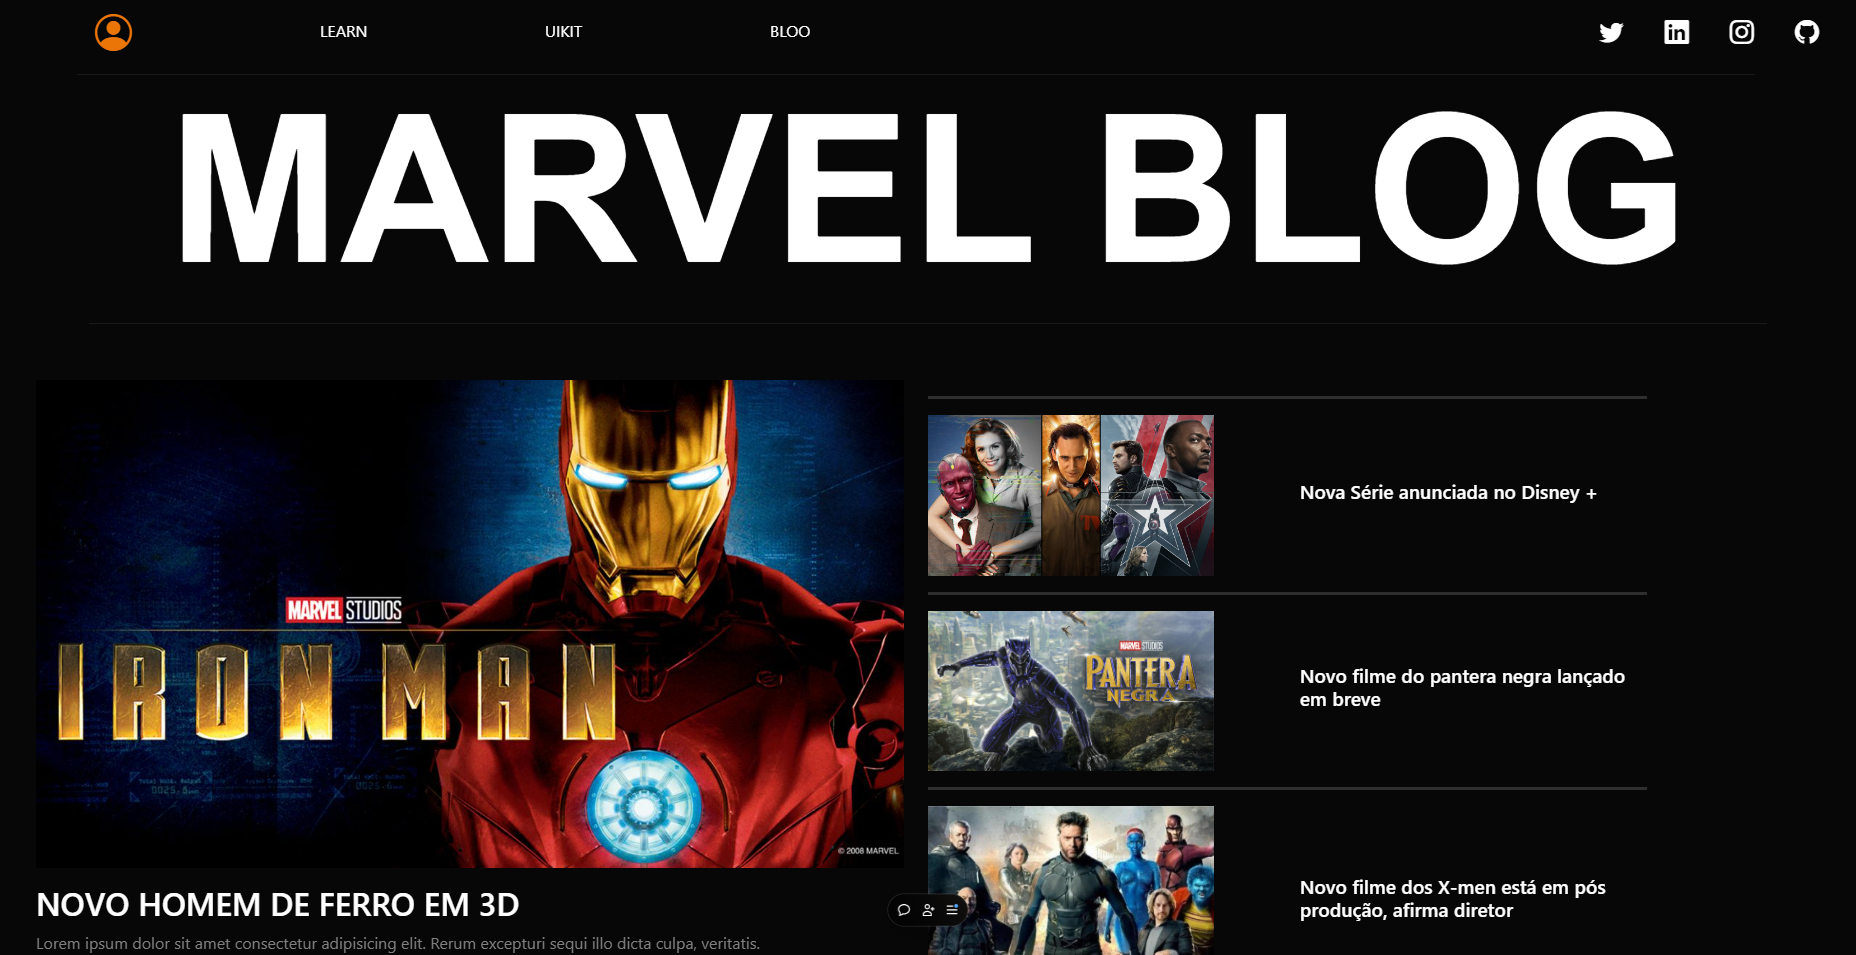 LEARN
UIKIT
BLOO
MARVEL BLOG
MARVEL STUDIOS
IRON MAN
© 2008 MARVEL
NOVO HOMEM DE FERRO EM 3D
Lorem ipsum dolor sit amet consectetur adipisicing elit. Rerum excepturi sequi illo dicta culpa, veritatis.
Nova Série anunciada no Disney +
MARVEL STUDIOS
PANTERA
NEGRA
Novo filme do pantera negra lançado
em breve
Novo filme dos X-men está em pós
produção, afirma diretor